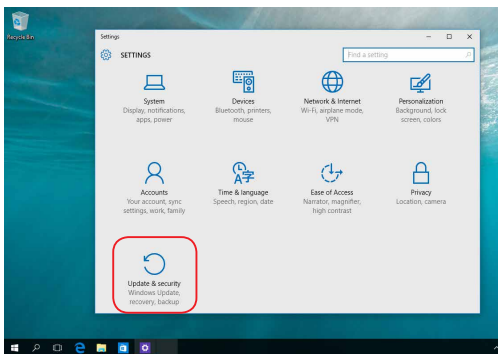 Recycle Bin
Settings
SETTINGS
Find a setting
System
Display, notifications,
apps, power
Devices
Bluetooth, printers,
mouse
Network & Internet
Wi-Fi, airplane mode,
VPN
Personalization
Background, lock
screen, colors
Accounts
Your account, sync
settings, work, family
Time & language
Speech, region, date
Ease of Access
Narrator, magnifier,
high contrast
Privacy
Location, camera
Update & security
Windows Update,
recovery, backup